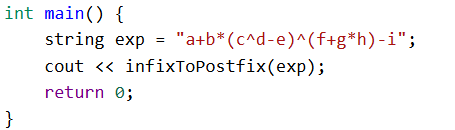 int main() {
    string exp = "a+b*(c^d-e)^(f+g*h)-i";
    cout << infixToPostfix(exp);
    return 0;
}